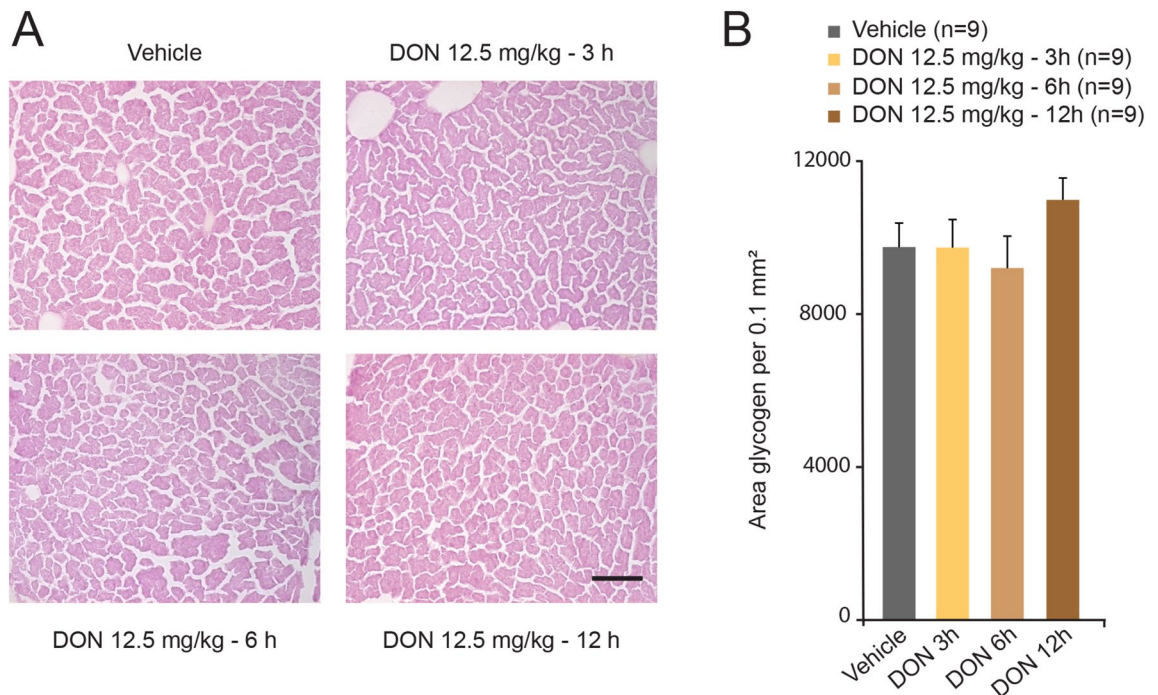 A
Vehicle
DON 12.5 mg/kg - 3 h
DON 12.5 mg/kg - 6 h
DON 12.5 mg/kg - 12 h
B
Vehicle (n=9)
DON 12.5 mg/kg - 3h (n=9)
DON 12.5 mg/kg - 6h (n=9)
DON 12.5 mg/kg - 12h (n=9)
Area glycogen per 0.1 mm²
12000
8000
4000
0
Vehicle
DON 3h
DON 6h
DON 12h